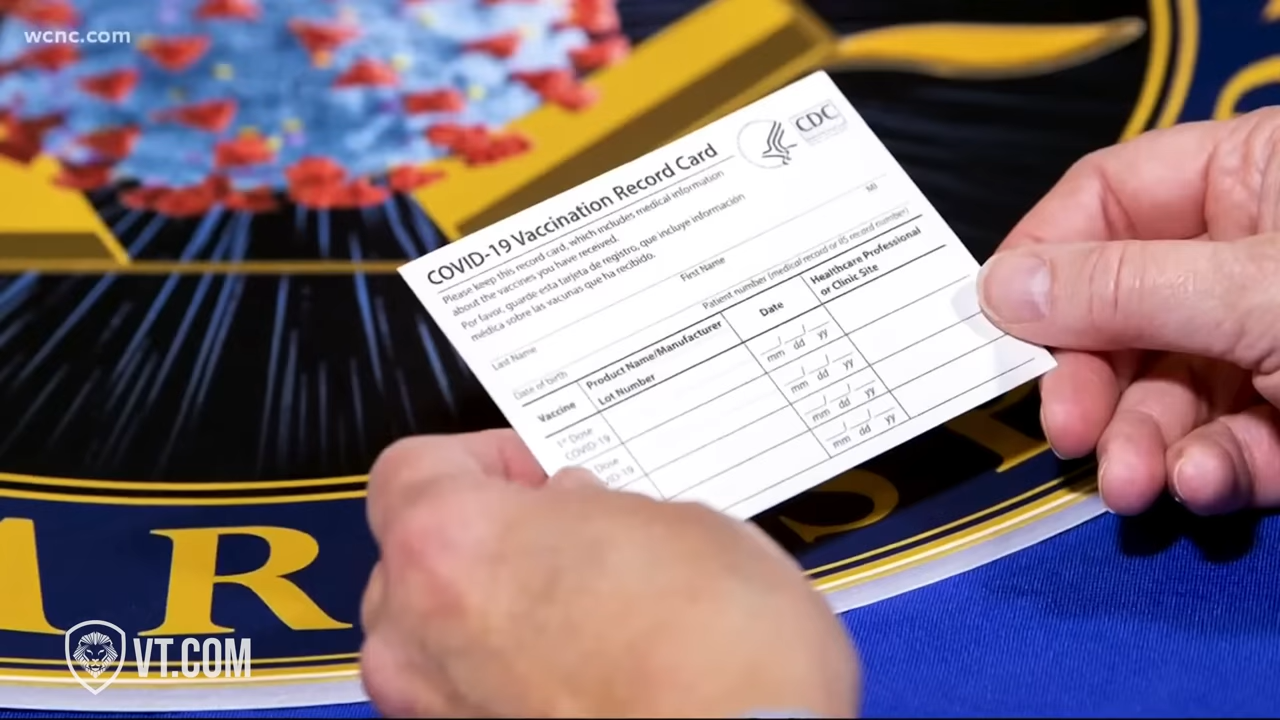 wcnc.com
CDC
COVID-19 Vaccination Record Card
Please keep this record card, which includes medical information
about the vaccines you have received.
Por favor, guarde esta tarjeta de registro, que incluye información
médica sobre las vacunas que ha recibido.
Last Name First Name MI
Date of birth Patient number (medical record or IIS record number)
Vaccine Product Name/Manufacturer Date Healthcare Professional
Lot Number or Clinic Site
1st Dose
COVID-19
mm dd yy
Dose
mm dd yy
mm dd yy
mm dd yy
R
VT.COM